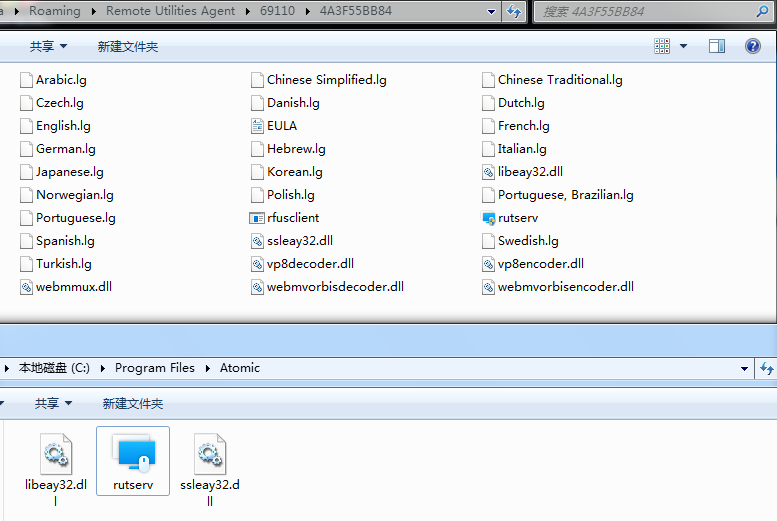 a Roaming Remote Utilities Agent 69110 4A3F55BB84 搜索 4A3F55BB84
共享 新建文件夹
Arabic.lg Chinese Simplified.lg Chinese Traditional.lg
Czech.lg Danish.lg Dutch.lg
English.lg EULA French.lg
German.lg Hebrew.lg Italian.lg
Japanese.lg Korean.lg libeay32.dll
Norwegian.lg Polish.lg Portuguese, Brazilian.lg
Portuguese.lg rfusclient rutserv
Spanish.lg ssleay32.dll Swedish.lg
Turkish.lg vp8decoder.dll vp8encoder.dll
webmmux.dll webmvorbisdecoder.dll webmvorbisencoder.dll
本地磁盘 (C:) Program Files Atomic
共享 新建文件夹
libeay32.dl rutserv ssleay32.d
l ll